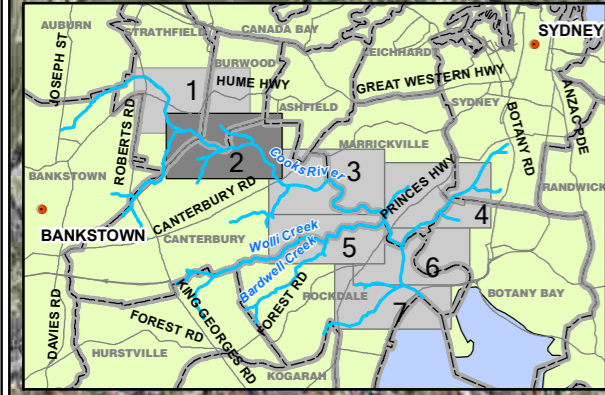 AUBURN
STRATHFIELD
CANADA BAY
SYDNEY
JOSEPH ST
BURWOOD
LEICHHARDT
HUME HWY
GREAT WESTERN HWY
1
ASHFIELD
SYDNEY
ANZAC PDE
ROBERTS RD
BOTANY RD
MARRICKVILLE
2
Cooks River
3
PRINCES HWY
BANKSTOWN
RANDWICK
CANTERBURY RD
4
BANKSTOWN
CANTERBURY
Wolli Creek
5
Bardwell Creek
6
KING GEORGES RD
FOREST RD
ROCKDALE
BOTANY BAY
7
DAVIES RD
FOREST RD
HURSTVILLE
KOGARAH